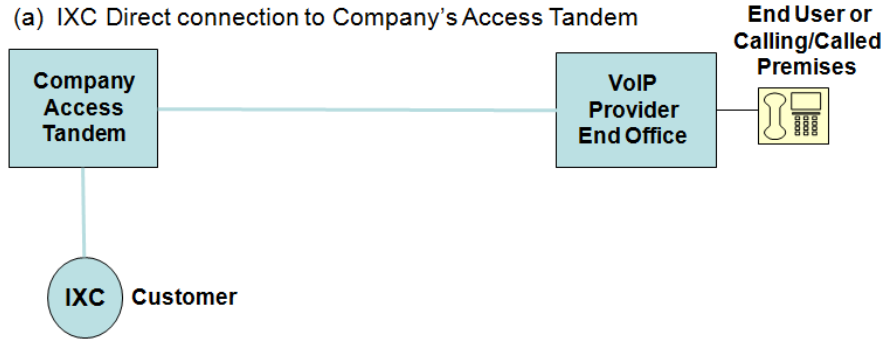 (a) IXC Direct connection to Company's Access Tandem
End User or
Calling/Called
Premises
Company
Access
Tandem
VoIP
Provider
End Office
IXC
Customer